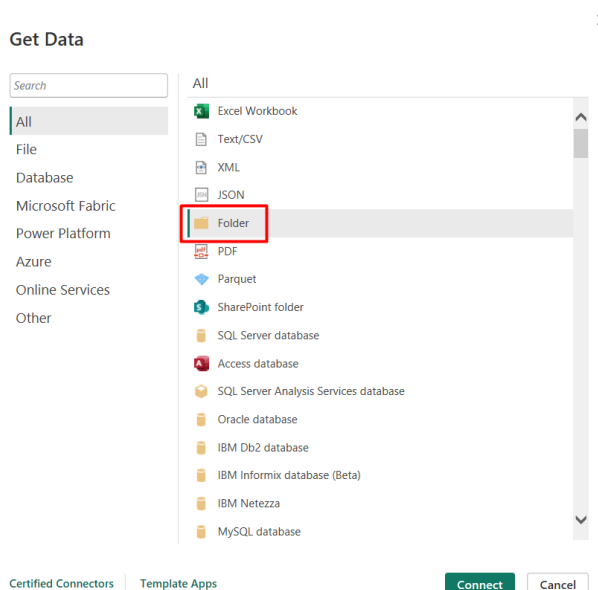 Get Data
Search
All
File
Database
Microsoft Fabric
Power Platform
Azure
Online Services
Other
All
Excel Workbook
Text/CSV
XML
JSON
Folder
PDF
Parquet
SharePoint folder
SQL Server database
Access database
SQL Server Analysis Services database
Oracle database
IBM Db2 database
IBM Informix database (Beta)
IBM Netezza
MySQL database
Certified Connectors Template Apps Connect Cancel